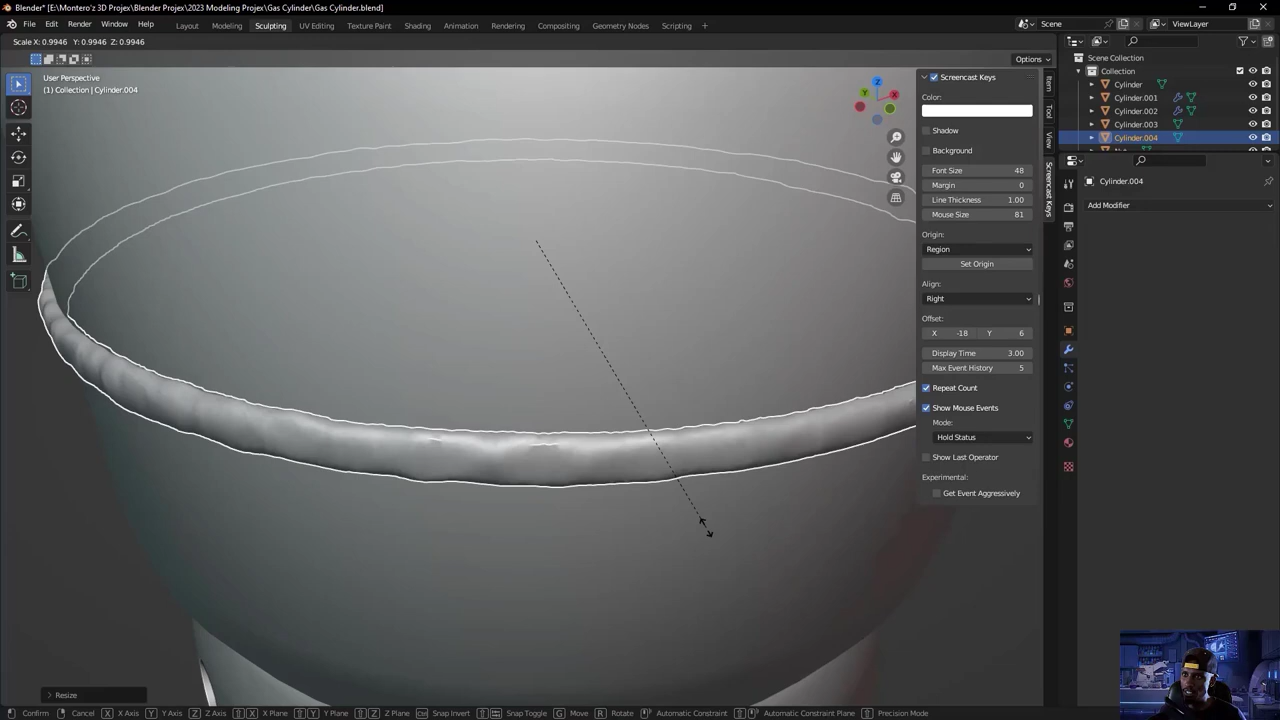 Blender* [E:\Montero'z 3D Projex\Blender Projex\2023 Modeling Projex\Gas Cylinder\Gas Cylinder.blend]
File Edit Render Window Help Layout Modeling Sculpting UV Editing Texture Paint Shading Animation Rendering Compositing Geometry Nodes Scripting + Scene ViewLayer
Scale X: 0.9946 Y: 0.9946 Z: 0.9946
Options
User Perspective
(1) Collection | Cylinder.004
Z
Y
X
Screencast Keys
Color:
Shadow
Background
Font Size 48
Margin 0
Line Thickness 1.00
Mouse Size 81
Origin:
Region
Set Origin
Align:
Right
Offset:
X -18 Y 6
Display Time 3.00
Max Event History 5
Repeat Count
Show Mouse Events
Mode:
Hold Status
Show Last Operator
Experimental:
Get Event Aggressively
Item
Tool
View
Screencast Keys
Scene Collection
Collection
Cylinder
Cylinder.001
Cylinder.002
Cylinder.003
Cylinder.004
Cylinder.004
Add Modifier
Resize
Confirm Cancel X X Axis Y Y Axis Z Z Axis X X Plane Y Y Plane Z Z Plane Snap Invert Snap Toggle G Move R Rotate Automatic Constraint Automatic Constraint Plane Precision Mode